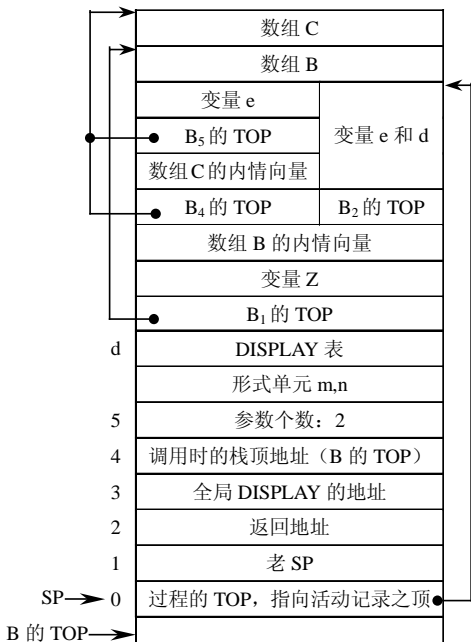 数组 C
数组 B
变量 e
B₅ 的 TOP
变量 e 和 d
数组 C 的内情向量
B₄ 的 TOP
B₂ 的 TOP
数组 B 的内情向量
变量 Z
B₁ 的 TOP
d
DISPLAY 表
形式单元 m,n
5
参数个数：2
4
调用时的栈顶地址（B 的 TOP）
3
全局 DISPLAY 的地址
2
返回地址
1
老 SP
SP
0
过程的 TOP，指向活动记录之顶
B 的 TOP